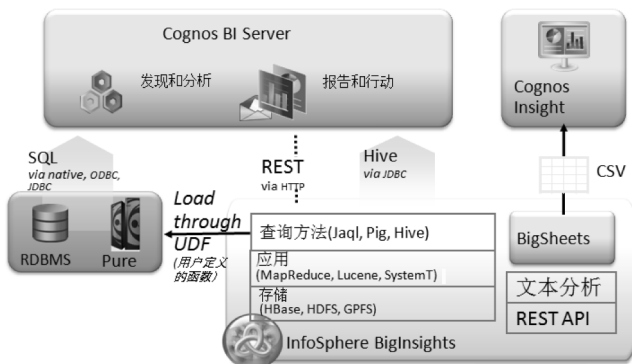 Cognos BI Server
发现和分析
报告和行动
Cognos
Insight
SQL
via native, ODBC,
JDBC
REST
via HTTP
Hive
via JDBC
CSV
Load
through
UDF
(用户定义
的函数)
RDBMS
Pure
查询方法(Jaql, Pig, Hive)
应用
(MapReduce, Lucene, SystemT)
存储
(HBase, HDFS, GPFS)
BigSheets
文本分析
REST API
InfoSphere BigInsights